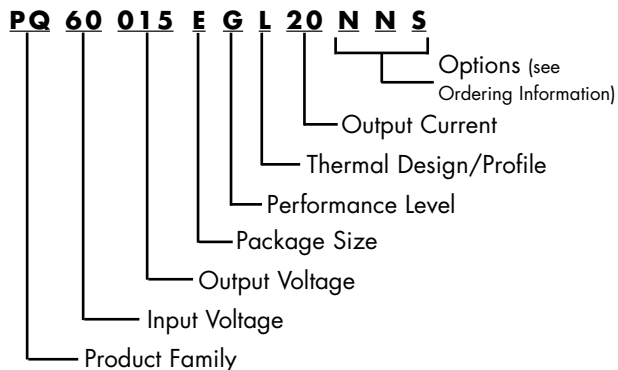 PQ 60 015 E G L 20 N N S
Options (see
Ordering Information)
Output Current
Thermal Design/Profile
Performance Level
Package Size
Output Voltage
Input Voltage
Product Family